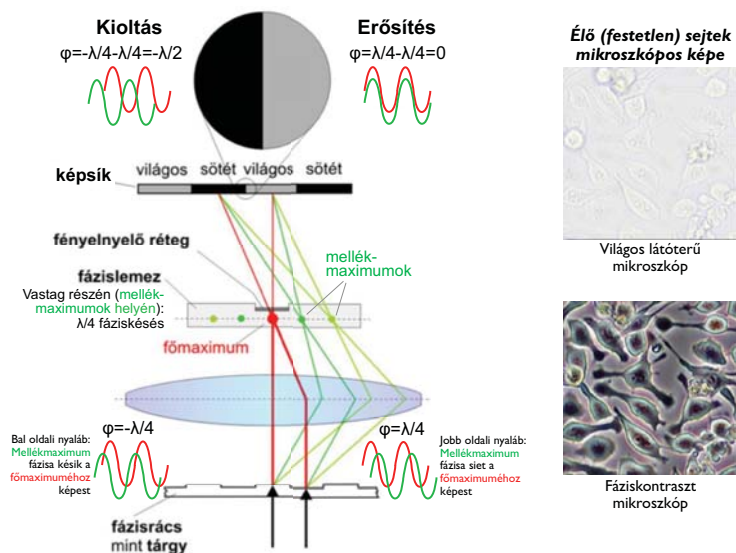 Kioltás
φ=-λ/4-λ/4=-λ/2
Erősítés
φ=λ/4-λ/4=0
képsík
világos
sötét
világos
sötét
fényelnyelő réteg
mellék-
maximumok
fázislemez
Vastag részén (mellék-
maximumok helyén):
λ/4 fáziskésés
főmaximum
φ=-λ/4
Bal oldali nyaláb:
Mellékmaximum
fázisa késik a
főmaximuméhoz
képest
φ=λ/4
Jobb oldali nyaláb:
Mellékmaximum
fázisa siet a
főmaximuméhoz
képest
fázisrács
mint tárgy
Élő (festetlen) sejtek
mikroszkópos képe
Világos látóterű
mikroszkóp
Fáziskontraszt
mikroszkóp